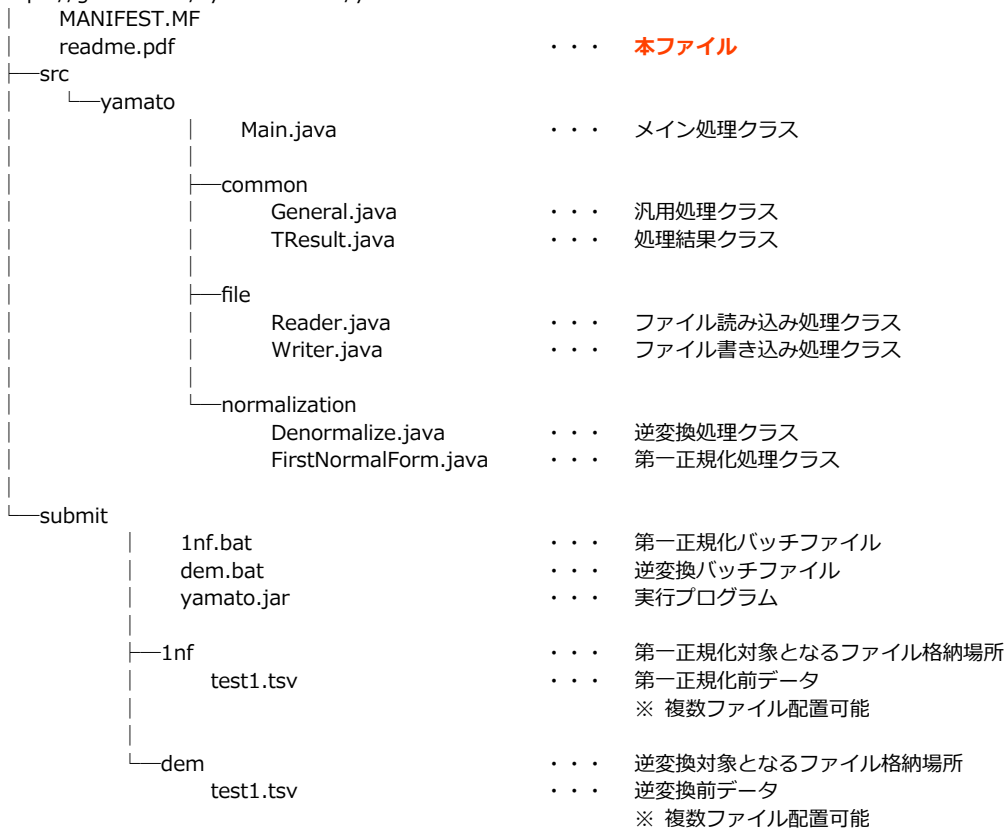 MANIFEST.MF
readme.pdf ・・・ 本ファイル
src
yamato
Main.java ・・・ メイン処理クラス
common
General.java ・・・ 汎用処理クラス
TResult.java ・・・ 処理結果クラス
file
Reader.java ・・・ ファイル読み込み処理クラス
Writer.java ・・・ ファイル書き込み処理クラス
normalization
Denormalize.java ・・・ 逆変換処理クラス
FirstNormalForm.java ・・・ 第一正規化処理クラス
submit
1nf.bat ・・・ 第一正規化バッチファイル
dem.bat ・・・ 逆変換バッチファイル
yamato.jar ・・・ 実行プログラム
1nf ・・・ 第一正規化対象となるファイル格納場所
test1.tsv ・・・ 第一正規化前データ
※ 複数ファイル配置可能
dem ・・・ 逆変換対象となるファイル格納場所
test1.tsv ・・・ 逆変換前データ
※ 複数ファイル配置可能